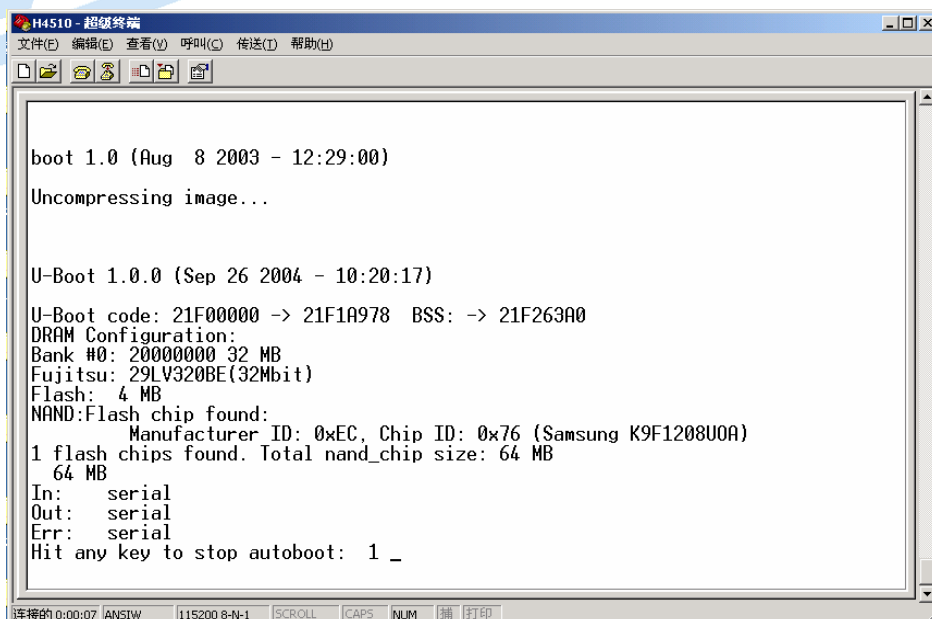 H4510 - 超级终端
文件(F) 编辑(E) 查看(V) 呼叫(C) 传送(T) 帮助(H)
boot 1.0 (Aug  8 2003 - 12:29:00)
Uncompressing image...
U-Boot 1.0.0 (Sep 26 2004 - 10:20:17)
U-Boot code: 21F00000 -> 21F1A978  BSS: -> 21F263A0
DRAM Configuration:
Bank #0: 20000000 32 MB
Fujitsu: 29LV320BE(32Mbit)
Flash:  4 MB
NAND:Flash chip found:
Manufacturer ID: 0xEC, Chip ID: 0x76 (Samsung K9F1208U0A)
1 flash chips found. Total nand_chip size: 64 MB
64 MB
In:    serial
Out:   serial
Err:   serial
Hit any key to stop autoboot:  1 _
连接的 0:00:07 ANSIW 115200 8-N-1 SCROLL CAPS NUM 捕 打印